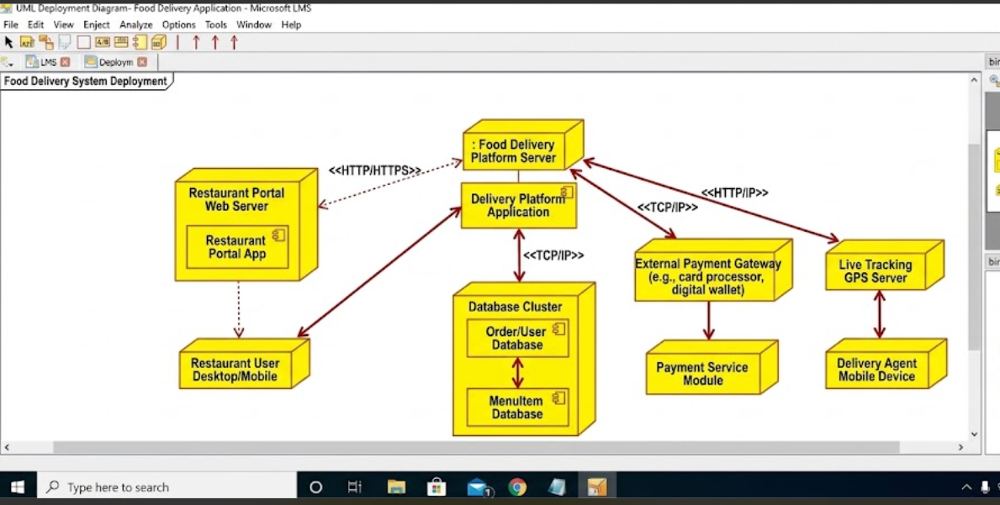 UML Deployment Diagram- Food Delivery Application - Microsoft LMS
File Edit View Enject Analyze Options Tools Window Help
LMS
Deploym
bir
Food Delivery System Deployment
: Food Delivery
Platform Server
<<HTTP/HTTPS>>
Restaurant Portal
Web Server
Restaurant
Portal App
Delivery Platform
Application
<<HTTP/IP>>
<<TCP/IP>>
<<TCP/IP>>
External Payment Gateway
(e.g., card processor,
digital wallet)
Live Tracking
GPS Server
bir
Database Cluster
Order/User
Database
MenuItem
Database
Restaurant User
Desktop/Mobile
Payment Service
Module
Delivery Agent
Mobile Device
Type here to search
1